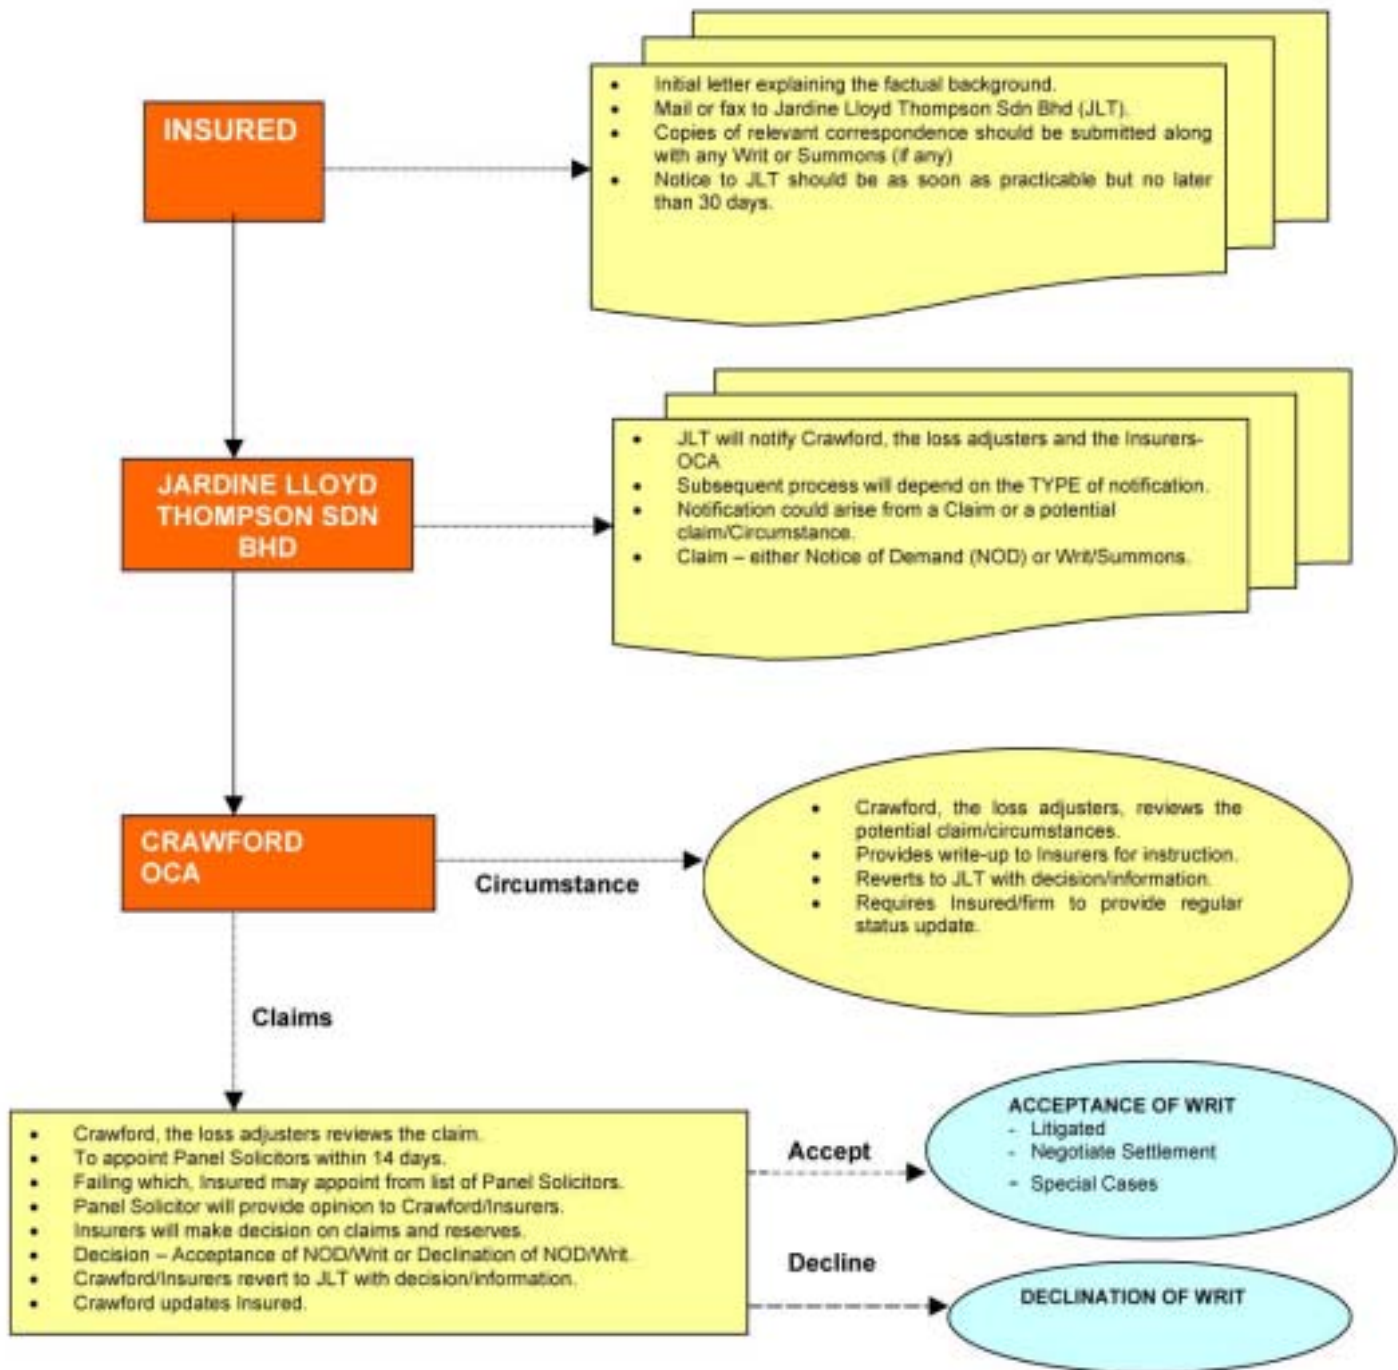 INSURED
• Initial letter explaining the factual background.
• Mail or fax to Jardine Lloyd Thompson Sdn Bhd (JLT).
• Copies of relevant correspondence should be submitted along
with any Writ or Summons (if any)
• Notice to JLT should be as soon as practicable but no later
than 30 days.
JARDINE LLOYD
THOMPSON SDN
BHD
• JLT will notify Crawford, the loss adjusters and the Insurers-
OCA
• Subsequent process will depend on the TYPE of notification.
• Notification could arise from a Claim or a potential
claim/Circumstance.
• Claim – either Notice of Demand (NOD) or Writ/Summons.
CRAWFORD
OCA
Circumstance
• Crawford, the loss adjusters, reviews the
potential claim/circumstances.
• Provides write-up to Insurers for instruction.
• Reverts to JLT with decision/information.
• Requires Insured/firm to provide regular
status update.
Claims
• Crawford, the loss adjusters reviews the claim.
• To appoint Panel Solicitors within 14 days.
• Failing which, Insured may appoint from list of Panel Solicitors.
• Panel Solicitor will provide opinion to Crawford/Insurers.
• Insurers will make decision on claims and reserves.
• Decision – Acceptance of NOD/Writ or Declination of NOD/Writ.
• Crawford/Insurers revert to JLT with decision/information.
• Crawford updates Insured.
Accept
ACCEPTANCE OF WRIT
- Litigated
- Negotiate Settlement
- Special Cases
Decline
DECLINATION OF WRIT